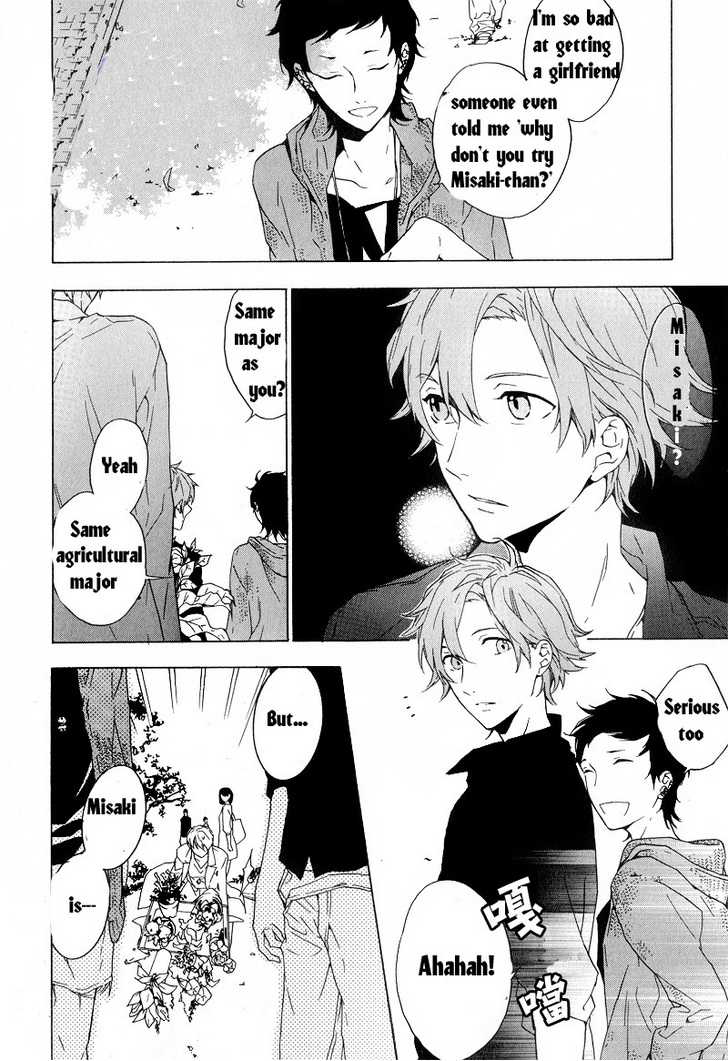 I'm so bad
at getting
a girlfriend
someone even
told me 'why
don't you try
Misaki-chan?'
Misaki?
Same
major
as
you?
Yeah
Same
agricultural
major
Serious
too
Ahahah!
嘎
噹
But...
Misaki
is---